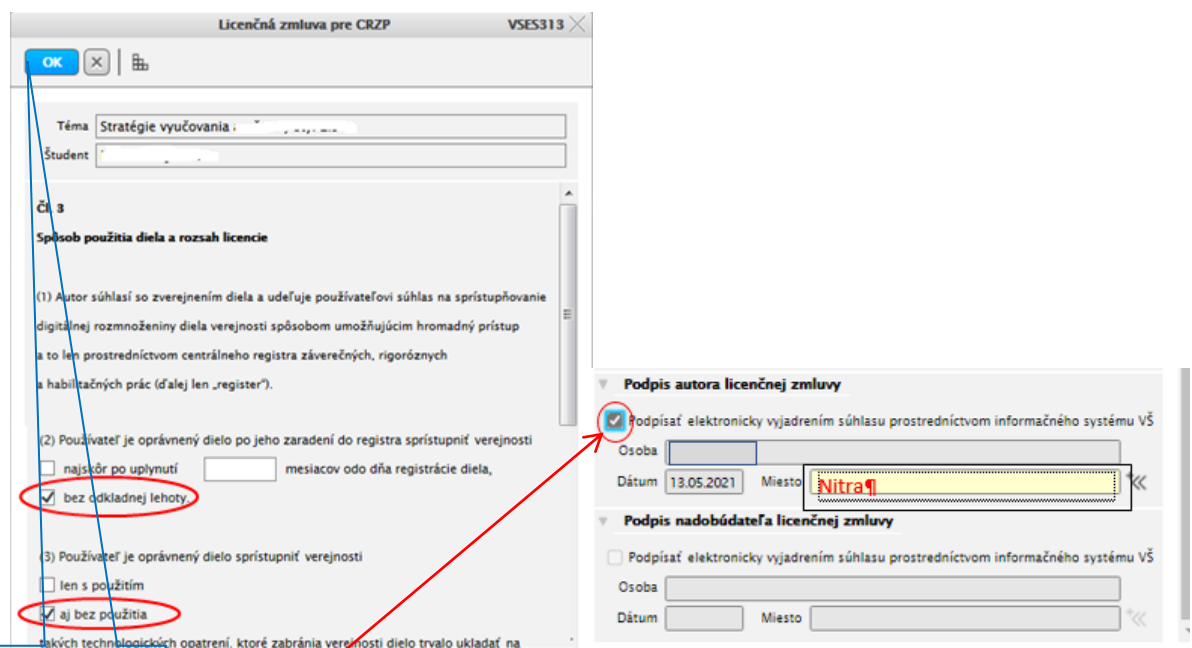 Licenčná zmluva pre CRZP VSES313
OK
Téma Stratégie vyučovania
Študent
Čl. 3
Spôsob použitia diela a rozsah licencie
(1) Autor súhlasí so zverejnením diela a udeľuje používateľovi súhlas na sprístupňovanie
digitálnej rozmnoženiny diela verejnosti spôsobom umožňujúcim hromadný prístup
a to len prostredníctvom centrálneho registra záverečných, rigoróznych
a habilitačných prác (ďalej len „register“).
(2) Používateľ je oprávnený dielo po jeho zaradení do registra sprístupniť verejnosti
najskôr po uplynutí mesiacov odo dňa registrácie diela,
bez odkladnej lehoty.
(3) Používateľ je oprávnený dielo sprístupniť verejnosti
len s použitím
aj bez použitia
takých technologických opatrení, ktoré zabránia verejnosti dielo trvalo ukladať na
Podpis autora licenčnej zmluvy
Podpísať elektronicky vyjadrením súhlasu prostredníctvom informačného systému VŠ
Osoba
Dátum 13.05.2021 Miesto Nitra¶
Podpis nadobúdateľa licenčnej zmluvy
Podpísať elektronicky vyjadrením súhlasu prostredníctvom informačného systému VŠ
Osoba
Dátum Miesto